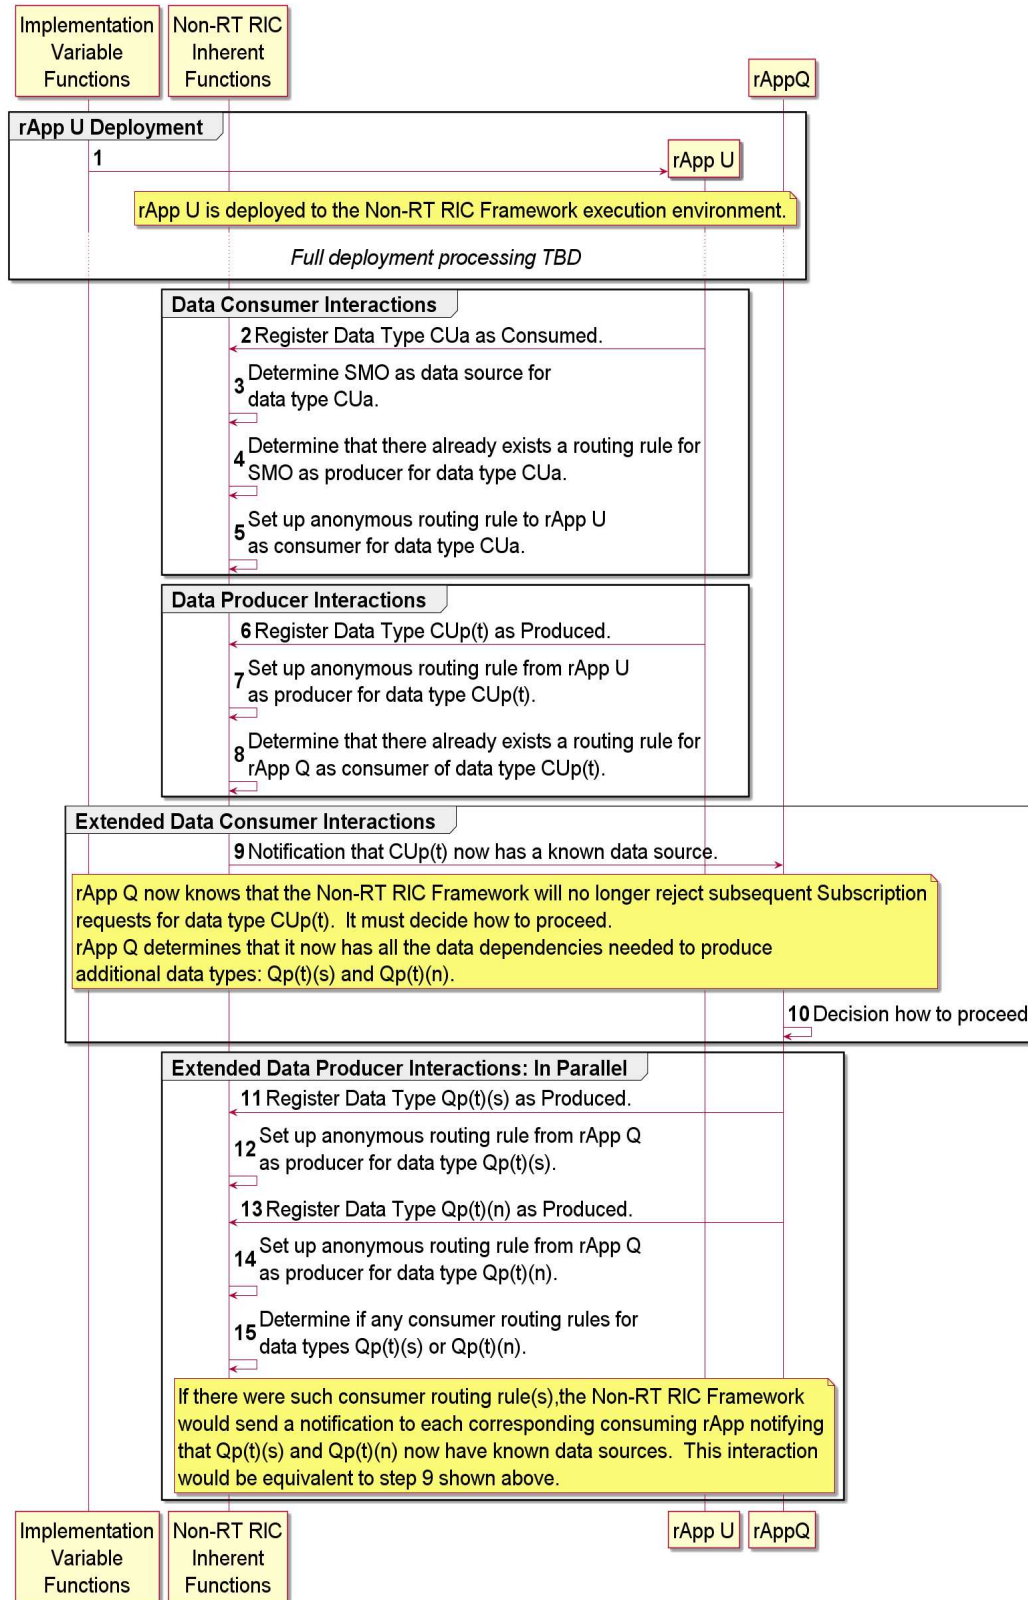 Implementation
Variable
Functions
Non-RT RIC
Inherent
Functions
rAppQ
rApp U Deployment
1
rApp U
rApp U is deployed to the Non-RT RIC Framework execution environment.
Full deployment processing TBD
Data Consumer Interactions
2 Register Data Type CUa as Consumed.
3 Determine SMO as data source for
data type CUa.
4 Determine that there already exists a routing rule for
SMO as producer for data type CUa.
5 Set up anonymous routing rule to rApp U
as consumer for data type CUa.
Data Producer Interactions
6 Register Data Type CUp(t) as Produced.
7 Set up anonymous routing rule from rApp U
as producer for data type CUp(t).
8 Determine that there already exists a routing rule for
rApp Q as consumer of data type CUp(t).
Extended Data Consumer Interactions
9 Notification that CUp(t) now has a known data source.
rApp Q now knows that the Non-RT RIC Framework will no longer reject subsequent Subscription
requests for data type CUp(t).  It must decide how to proceed.
rApp Q determines that it now has all the data dependencies needed to produce
additional data types: Qp(t)(s) and Qp(t)(n).
10 Decision how to proceed
Extended Data Producer Interactions: In Parallel
11 Register Data Type Qp(t)(s) as Produced.
12 Set up anonymous routing rule from rApp Q
as producer for data type Qp(t)(s).
13 Register Data Type Qp(t)(n) as Produced.
14 Set up anonymous routing rule from rApp Q
as producer for data type Qp(t)(n).
15 Determine if any consumer routing rules for
data types Qp(t)(s) or Qp(t)(n).
If there were such consumer routing rule(s),the Non-RT RIC Framework
would send a notification to each corresponding consuming rApp notifying
that Qp(t)(s) and Qp(t)(n) now have known data sources.  This interaction
would be equivalent to step 9 shown above.
Implementation
Variable
Functions
Non-RT RIC
Inherent
Functions
rApp U
rAppQ